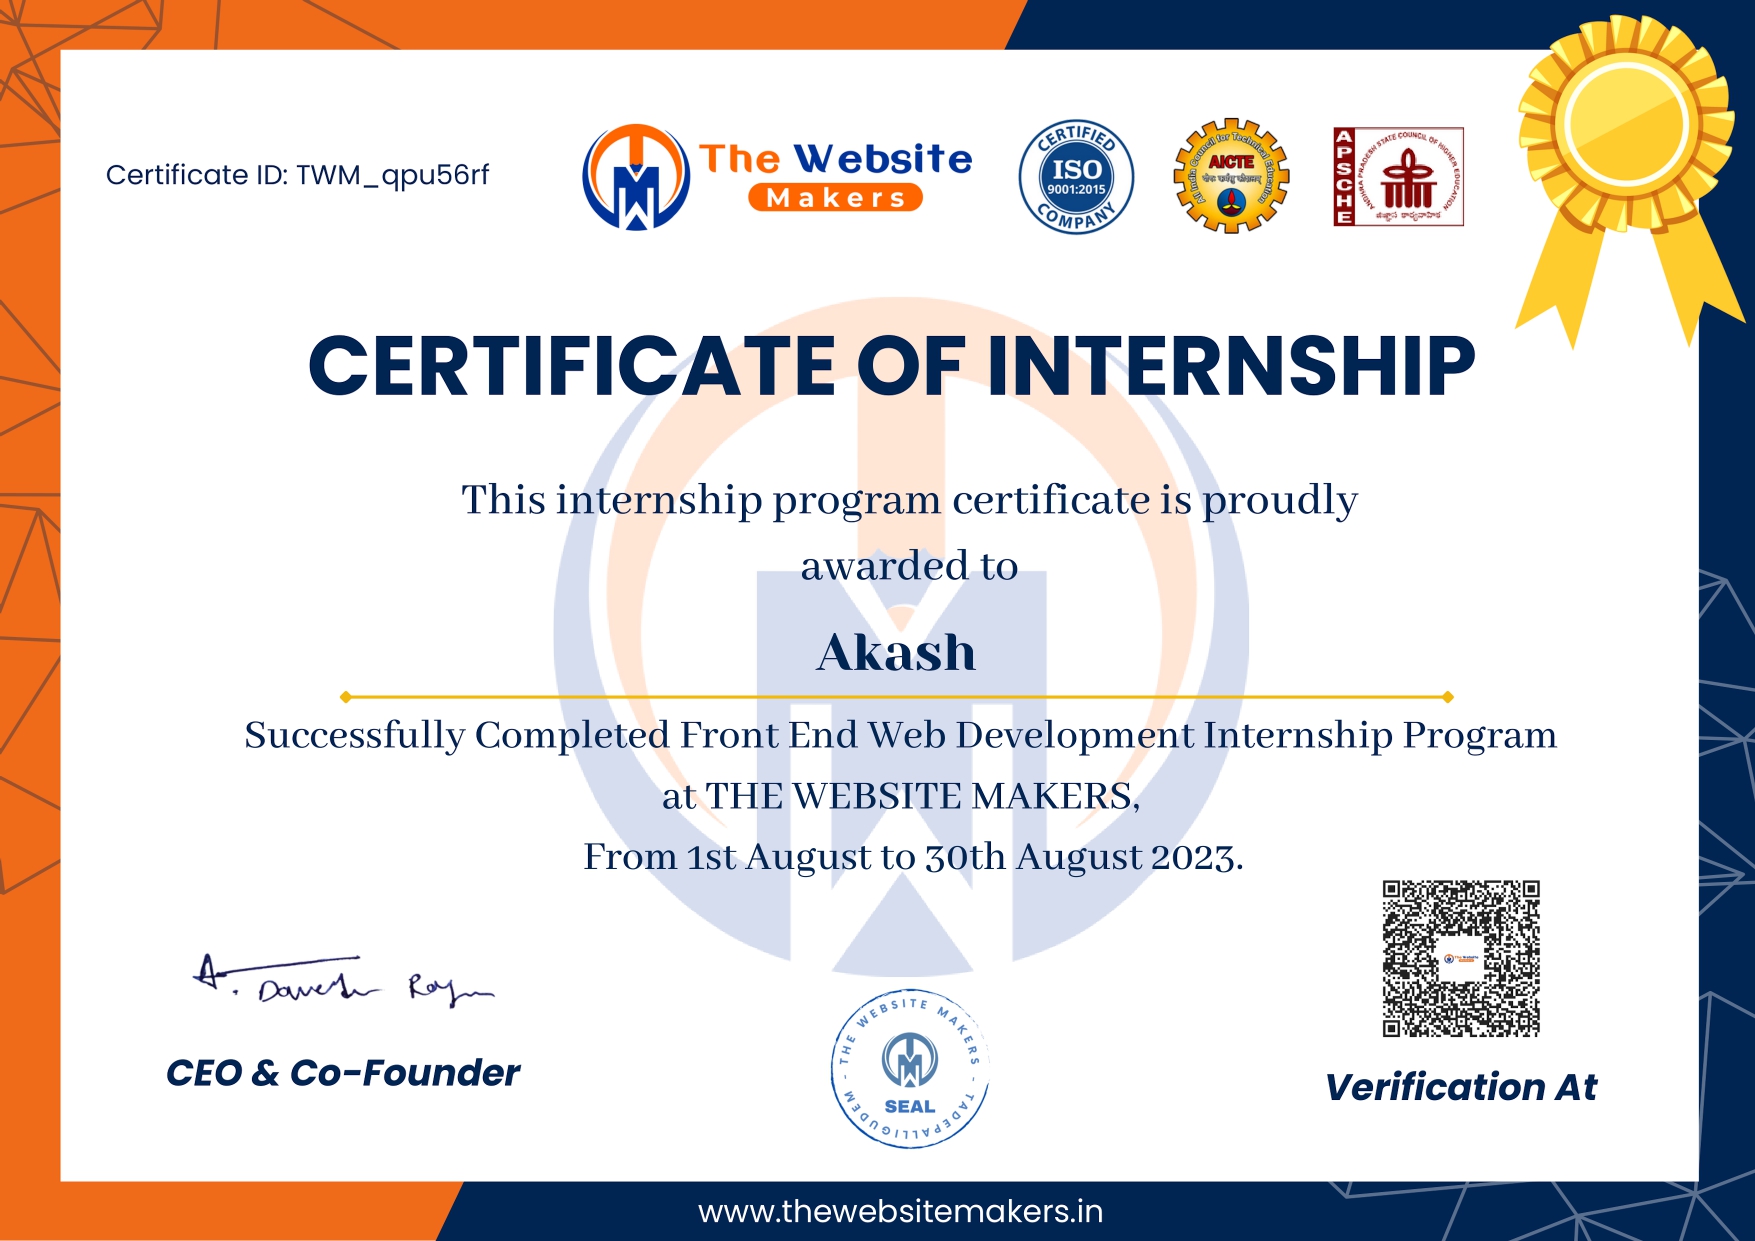 Certificate ID: TWM_qpu56rf
The Website
Makers
CERTIFIED
ISO
9001:2015
COMPANY
All India Council for Technical Education
AICTE
APSCHE
ANDHRA PRADESH STATE COUNCIL OF HIGHER EDUCATION
CERTIFICATE OF INTERNSHIP
This internship program certificate is proudly
awarded to
Akash
Successfully Completed Front End Web Development Internship Program
at THE WEBSITE MAKERS,
From 1st August to 30th August 2023.
The Website
Makers
CEO & Co-Founder
- THE WEBSITE MAKERS - TADEPALLIGUDEM
SEAL
Verification At
www.thewebsitemakers.in